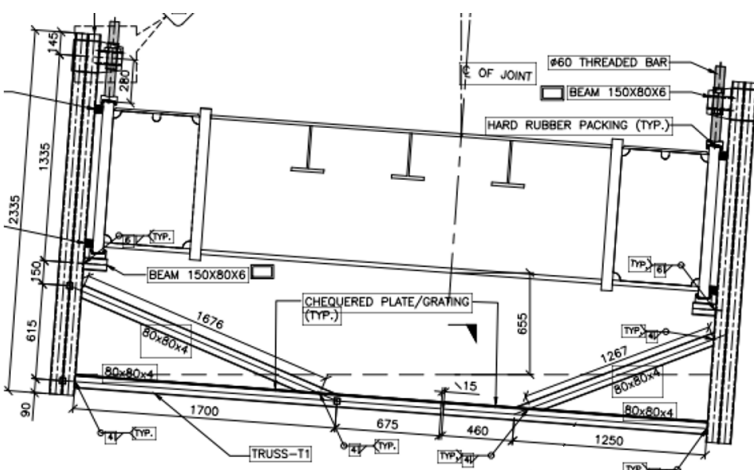 145
280
℄ OF JOINT
Ø60 THREADED BAR
BEAM 150X80X6
HARD RUBBER PACKING (TYP.)
1335
2335
6 TYP.
TYP. 6
BEAM 150X80X6
150
CHEQUERED PLATE/GRATING
(TYP.)
655
1676
80x80x4
TYP. 4
615
1267
80x80x4
80x80x4
15
80x80x4
90
1700
675
460
1250
4 TYP.
TRUSS-T1
4 TYP.
TYP. 4
TYP.